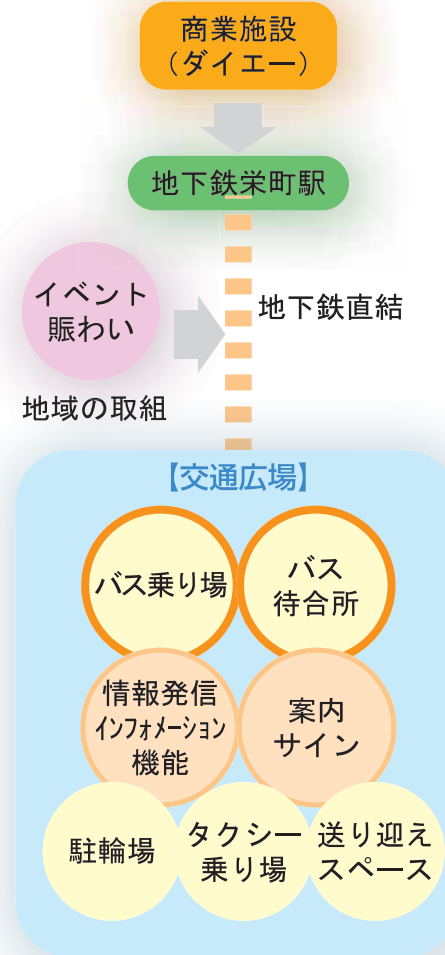 商業施設
（ダイエー）
地下鉄栄町駅
イベント
賑わい
地下鉄直結
地域の取組
【交通広場】
バス乗り場
バス
待合所
情報発信
インフォメーション
機能
案内
サイン
駐輪場
タクシー
乗り場
送り迎え
スペース